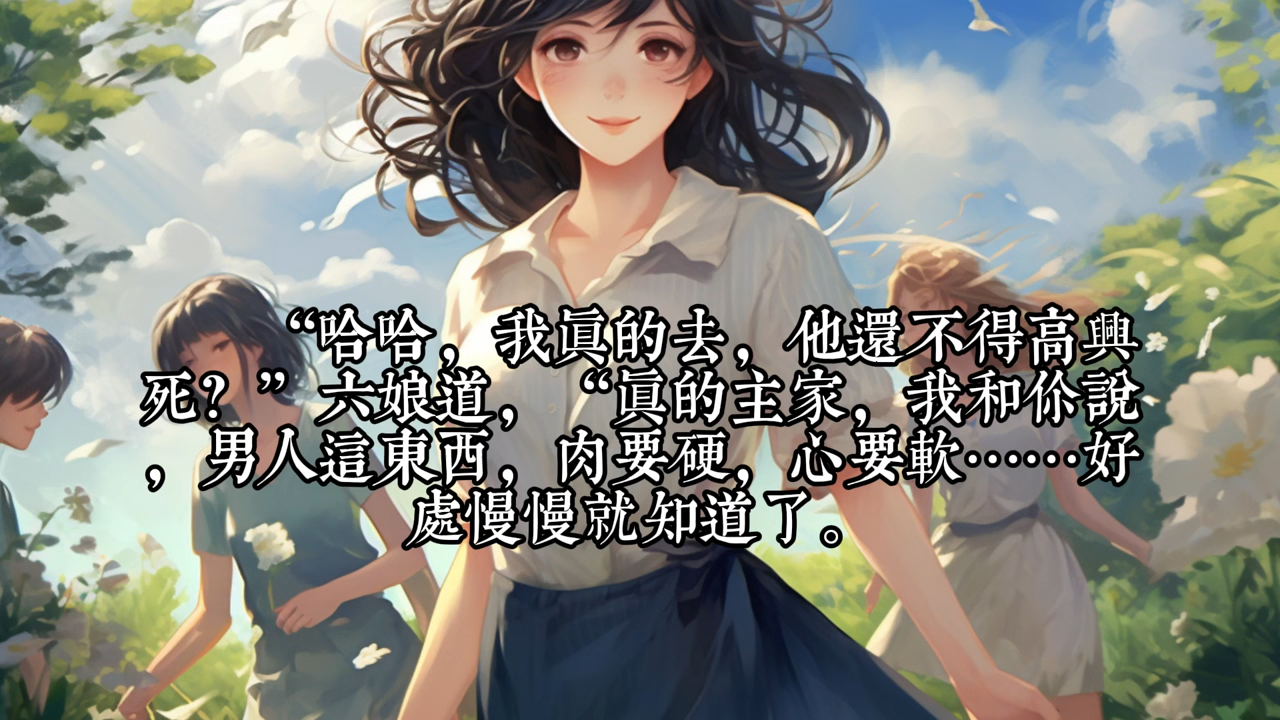 “哈哈，我眞的去，他還不得高興
死？”六娘道，“眞的主家，我和伱說
，男人這東西，肉要硬，心要軟……好
處慢慢就知道了。